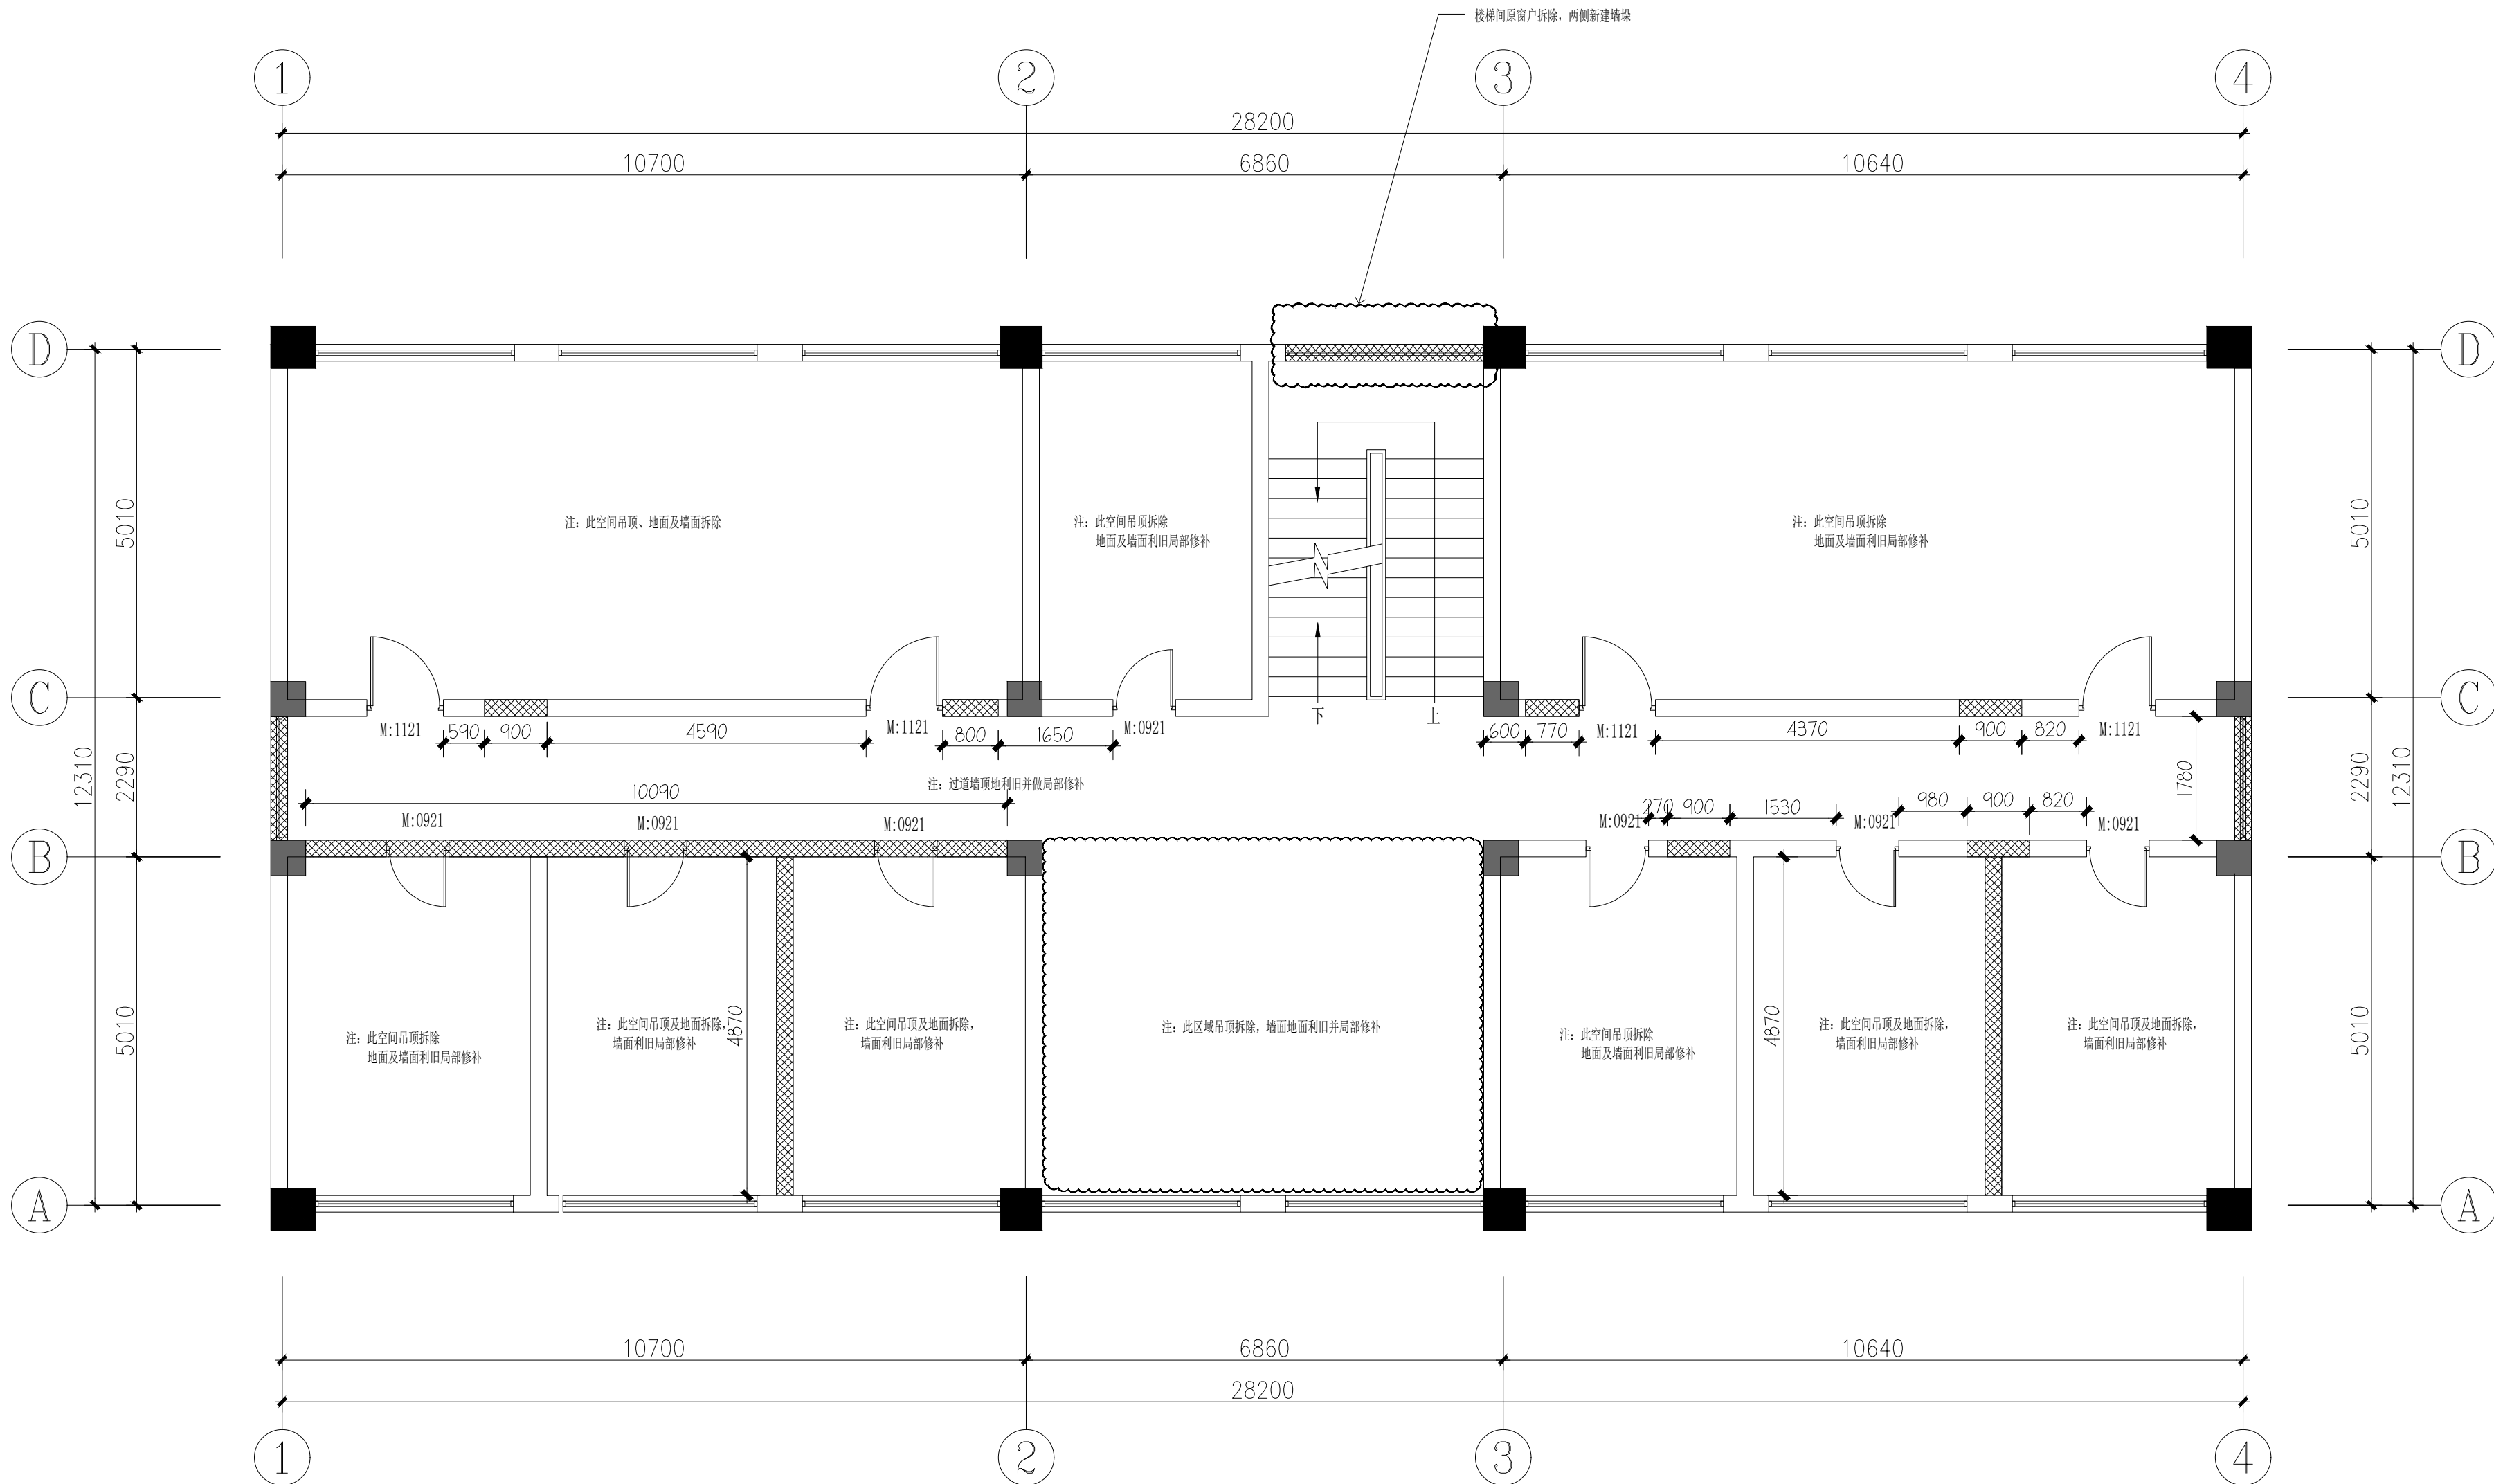 楼梯间原窗户拆除，两侧新建墙垛
1 2 3 4
28200
10700 6860 10640
D D
5010 5010
注：此空间吊顶、地面及墙面拆除
注：此空间吊顶拆除
地面及墙面利旧局部修补
注：此空间吊顶拆除
地面及墙面利旧局部修补
C C
下 上
M:1121 590 900 4590 M:1121 800 1650 M:0921 600 770 M:1121 4370 900 820 M:1121
12310 2290 1780 2290 12310
注：过道墙顶地利旧并做局部修补
10090
M:0921 M:0921 M:0921 M:0921 270 900 1530 M:0921 980 900 820 M:0921
B B
5010 4870 4870 5010
注：此空间吊顶拆除
地面及墙面利旧局部修补
注：此空间吊顶及地面拆除，
墙面利旧局部修补
注：此空间吊顶及地面拆除，
墙面利旧局部修补
注：此区域吊顶拆除，墙面地面利旧并局部修补
注：此空间吊顶拆除
地面及墙面利旧局部修补
注：此空间吊顶及地面拆除，
墙面利旧局部修补
注：此空间吊顶及地面拆除，
墙面利旧局部修补
A A
10700 6860 10640
28200
1 2 3 4